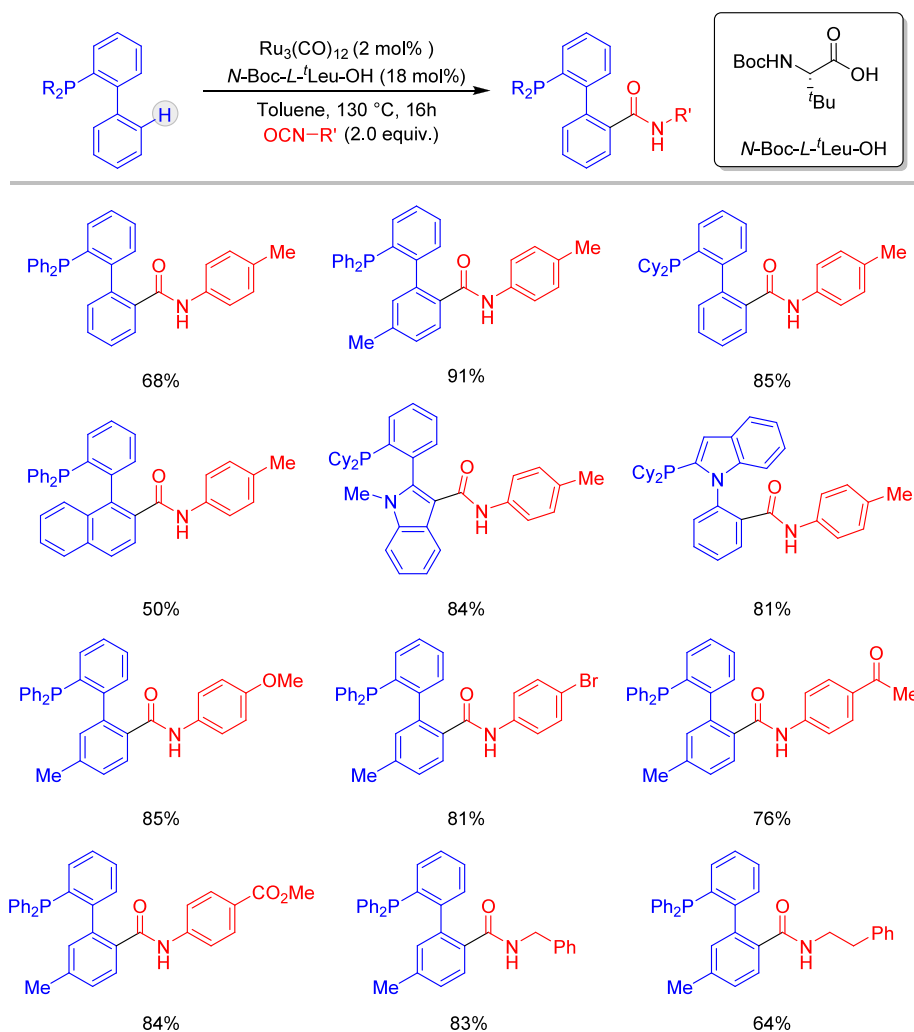 Ru3(CO)12 (2 mol% )
N-Boc-L-tLeu-OH (18 mol%)
Toluene, 130 °C, 16h
OCN–R' (2.0 equiv.)
R2P
H
R2P
O
N
H
R'
BocHN
O
OH
tBu
N-Boc-L-tLeu-OH
Ph2P
O
N
H
Me
68%
Ph2P
O
N
H
Me
Me
91%
Cy2P
O
N
H
Me
85%
Ph2P
O
N
H
Me
50%
Cy2P
Me
N
O
N
H
Me
84%
Cy2P
N
O
N
H
Me
81%
Ph2P
O
N
H
OMe
Me
85%
Ph2P
O
N
H
Br
Me
81%
Ph2P
O
N
H
O
Me
Me
76%
Ph2P
O
N
H
CO2Me
Me
84%
Ph2P
O
N
H
Ph
Me
83%
Ph2P
O
N
H
Ph
Me
64%